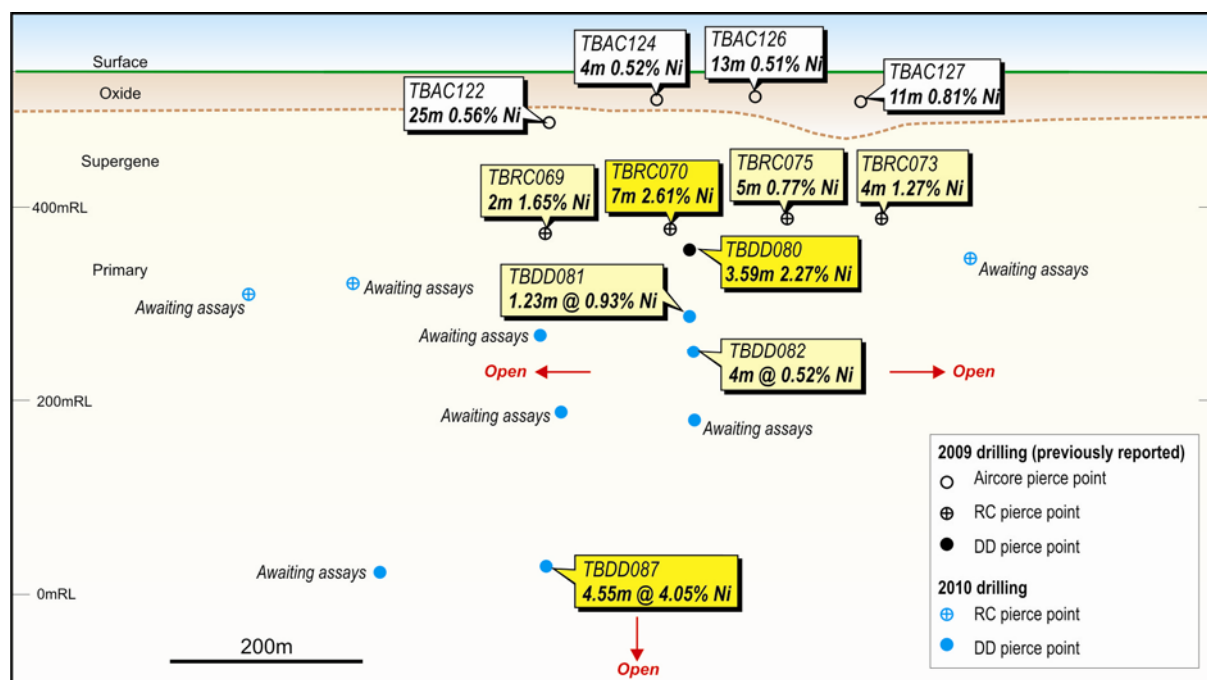 TBAC124
4m 0.52% Ni
TBAC126
13m 0.51% Ni
Surface
TBAC127
11m 0.81% Ni
Oxide
TBAC122
25m 0.56% Ni
Supergene
TBRC069
2m 1.65% Ni
TBRC070
7m 2.61% Ni
TBRC075
5m 0.77% Ni
TBRC073
4m 1.27% Ni
400mRL
Primary
TBDD080
3.59m 2.27% Ni
Awaiting assays
Awaiting assays
Awaiting assays
TBDD081
1.23m @ 0.93% Ni
Awaiting assays
TBDD082
4m @ 0.52% Ni
Open
Open
200mRL
Awaiting assays
Awaiting assays
2009 drilling (previously reported)
Aircore pierce point
RC pierce point
DD pierce point
2010 drilling
RC pierce point
DD pierce point
Awaiting assays
TBDD087
4.55m @ 4.05% Ni
0mRL
200m
Open